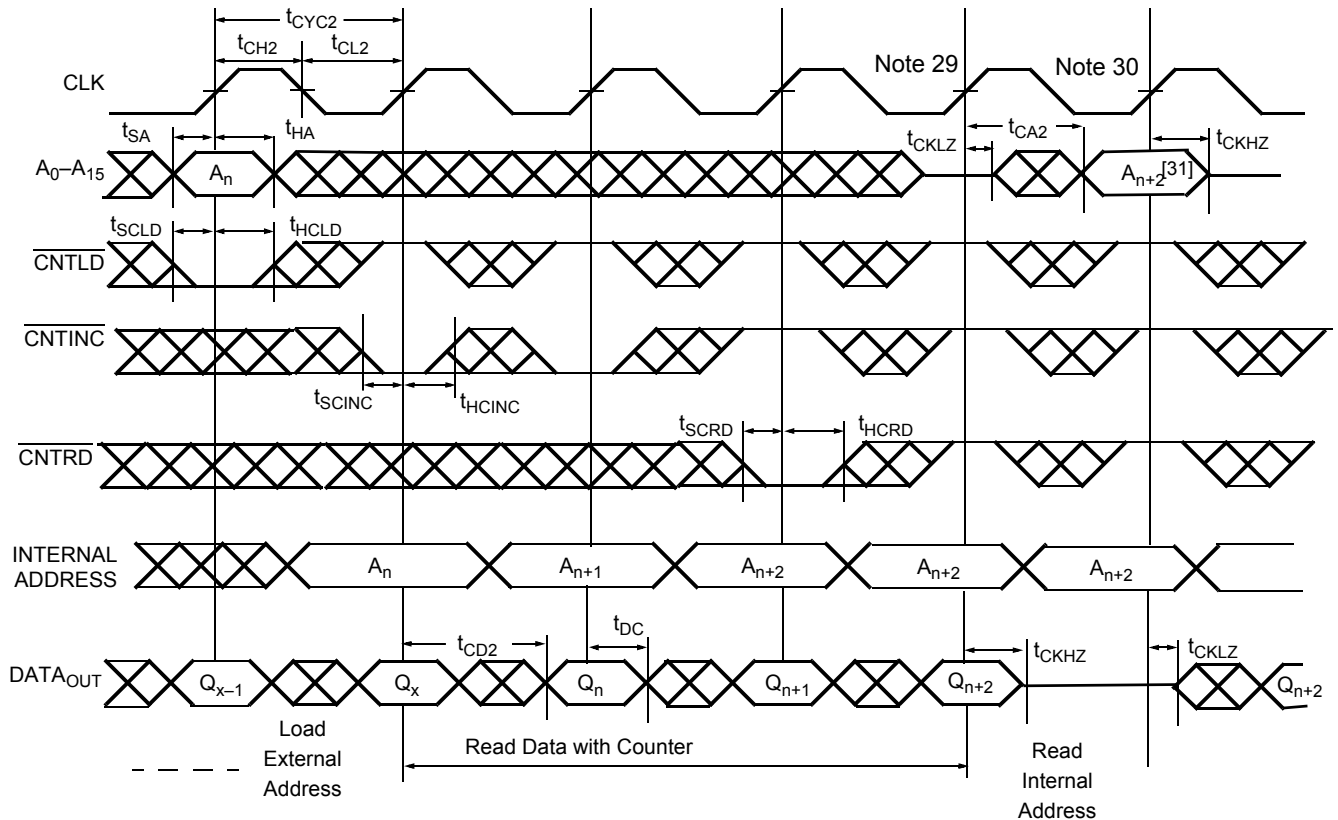 tCYC2
tCH2 tCL2
Note 29 Note 30
CLK
tSA tHA tCKLZ tCA2 tCKHZ
A0–A15 An An+2[31]
tSCLD tHCLD
CNTLD
CNTINC
tSCINC tHCINC
tSCRD tHCRD
CNTRD
INTERNAL
ADDRESS
An An+1 An+2 An+2 An+2
tCD2 tDC tCKHZ tCKLZ
DATAOUT Qx–1 Qx Qn Qn+1 Qn+2 Qn+2
Load
External
Address
Read Data with Counter
Read
Internal
Address